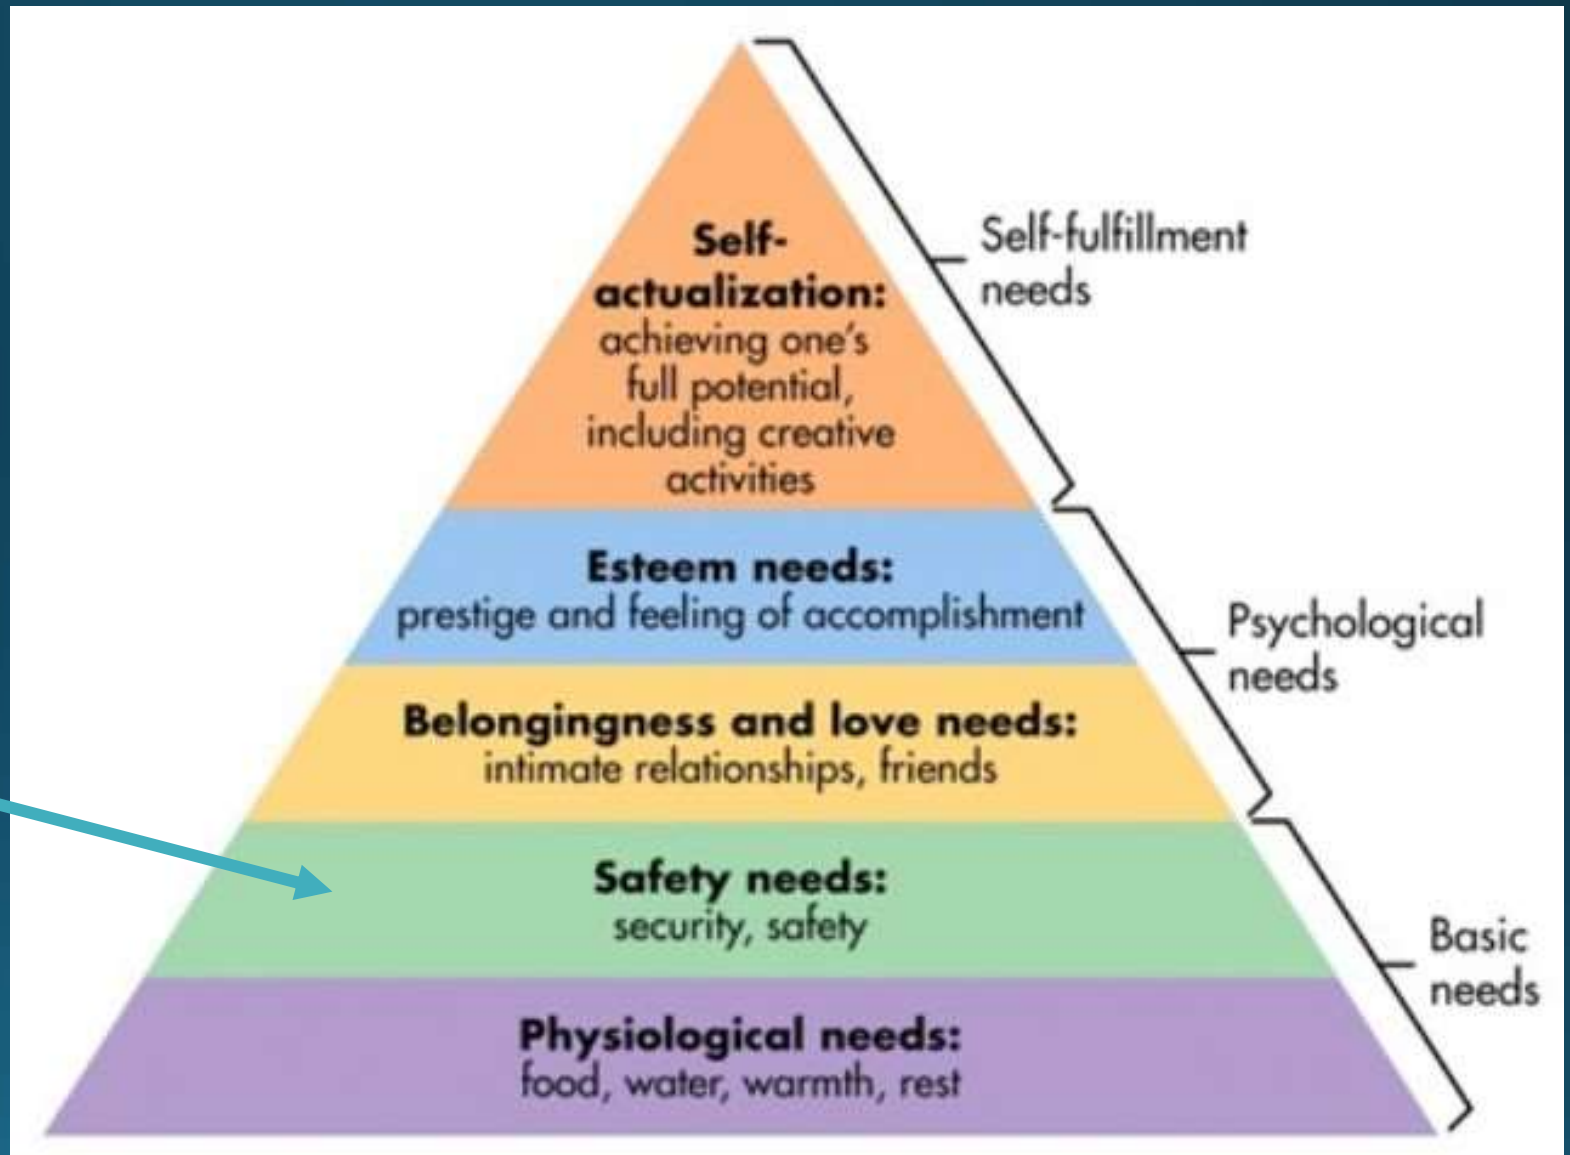 Self-
actualization:
achieving one's
full potential,
including creative
activities
Self-fulfillment
needs
Esteem needs:
prestige and feeling of accomplishment
Psychological
needs
Belongingness and love needs:
intimate relationships, friends
Safety needs:
security, safety
Basic
needs
Physiological needs:
food, water, warmth, rest